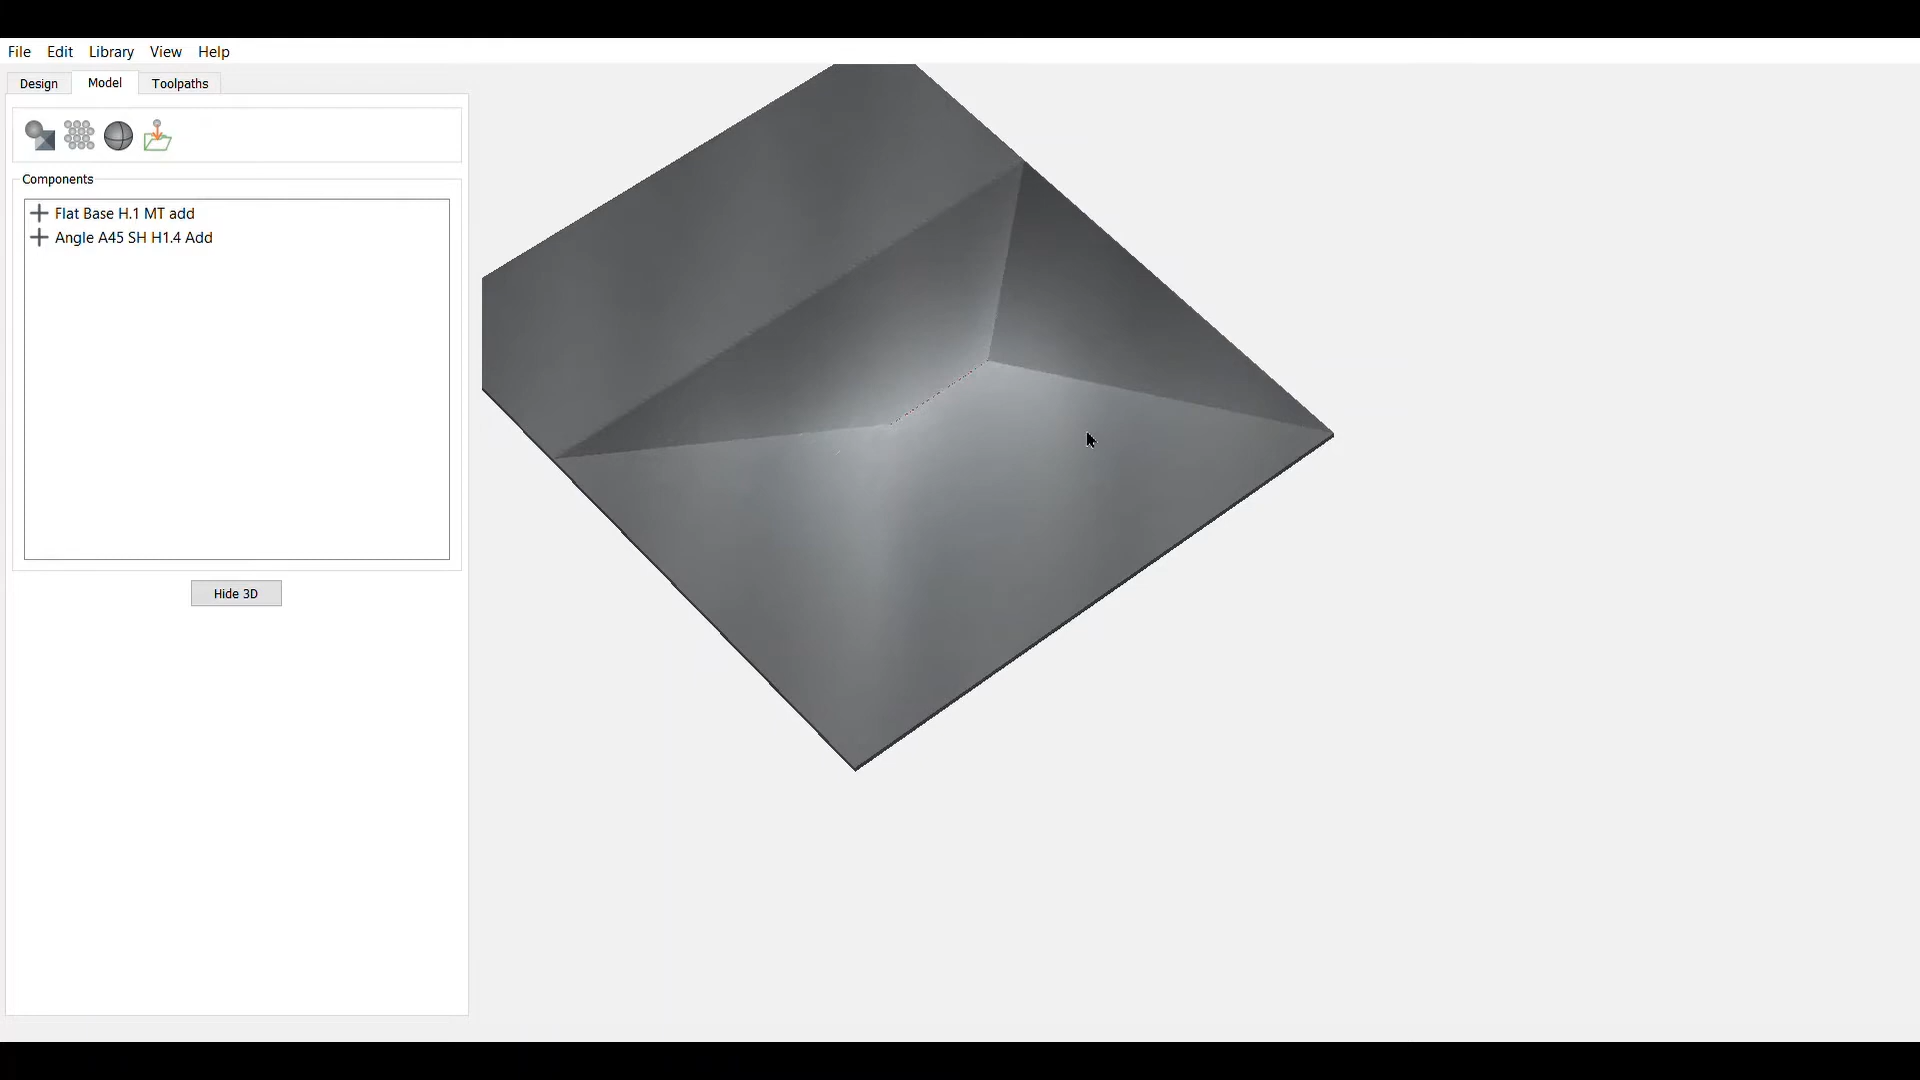 File Edit Library View Help
Design Model Toolpaths
Components
Flat Base H.1 MT add
Angle A45 SH H1.4 Add
Hide 3D